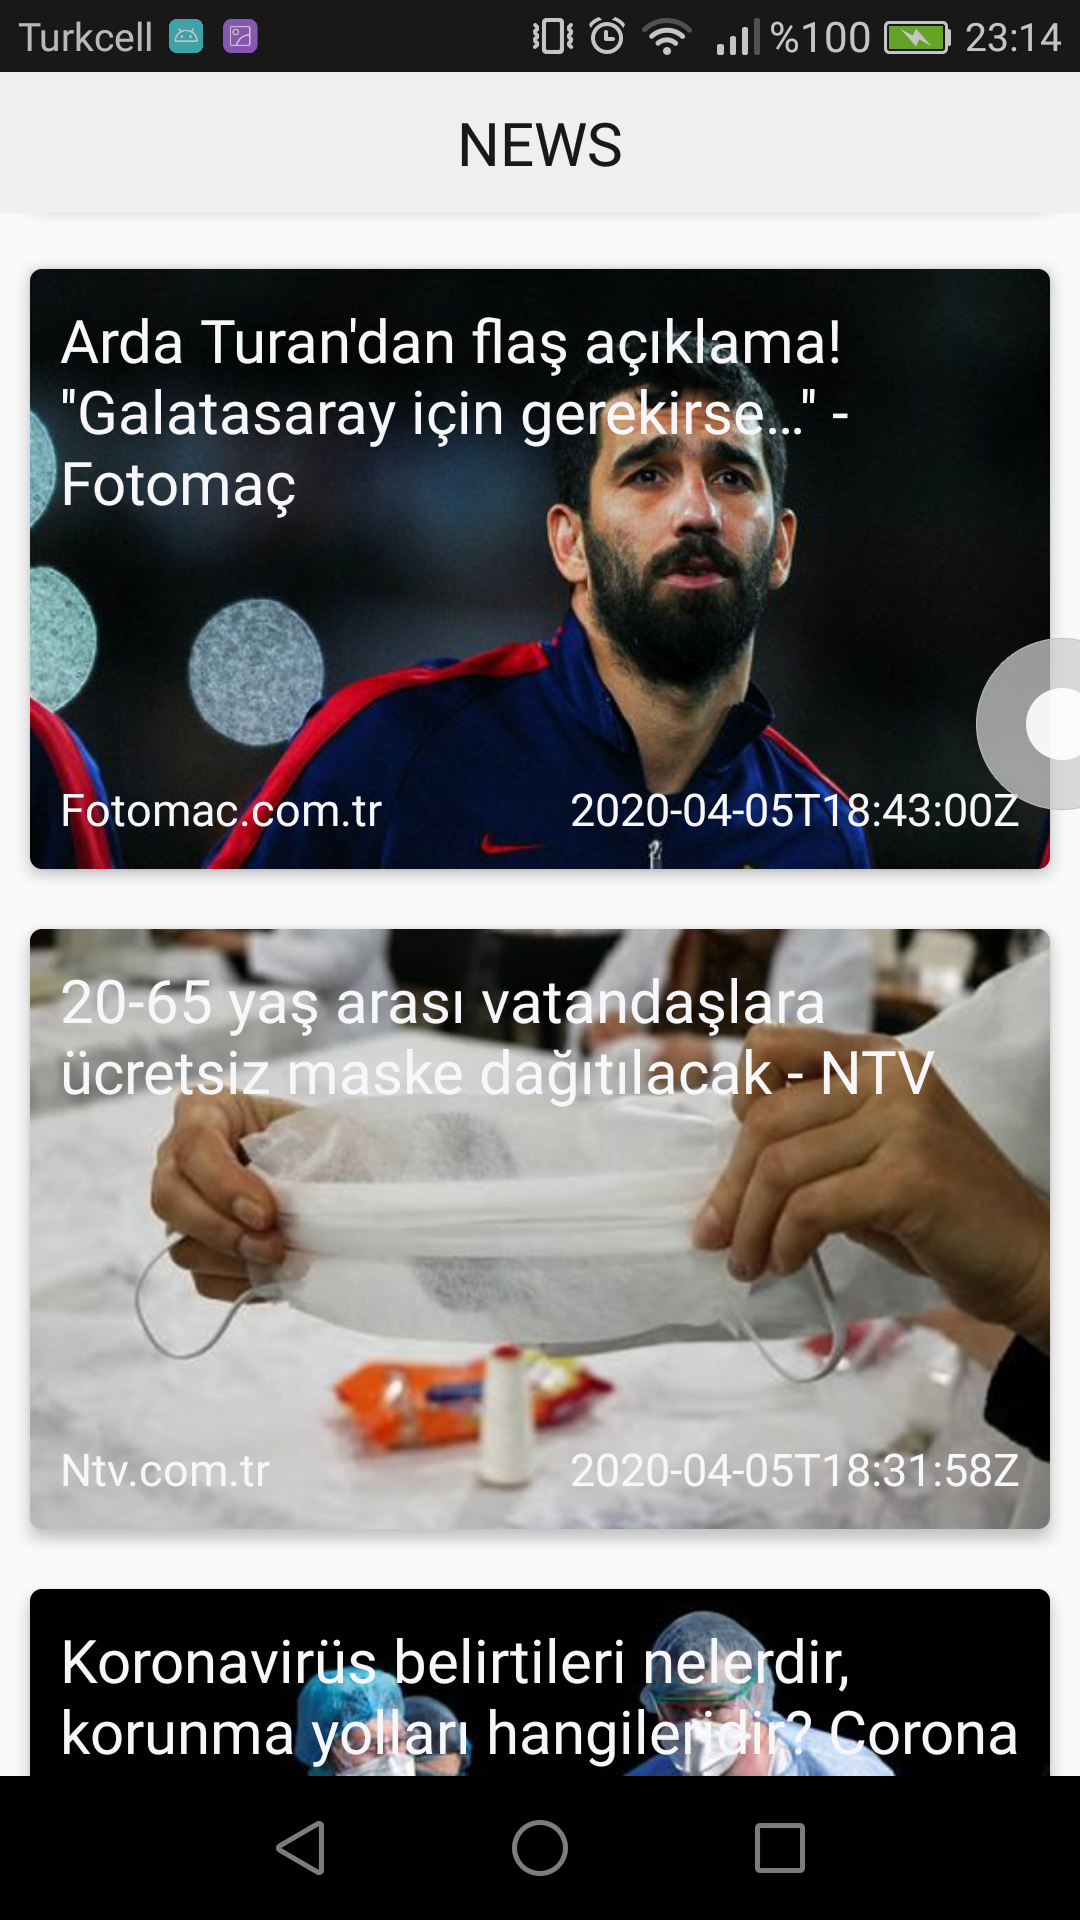 Turkcell %100 23:14
NEWS
Arda Turan'dan flaş açıklama!
"Galatasaray için gerekirse..." -
Fotomaç
Fotomac.com.tr 2020-04-05T18:43:00Z
20-65 yaş arası vatandaşlara
ücretsiz maske dağıtılacak - NTV
Ntv.com.tr 2020-04-05T18:31:58Z
Koronavirüs belirtileri nelerdir,
korunma yolları hangileridir? Corona